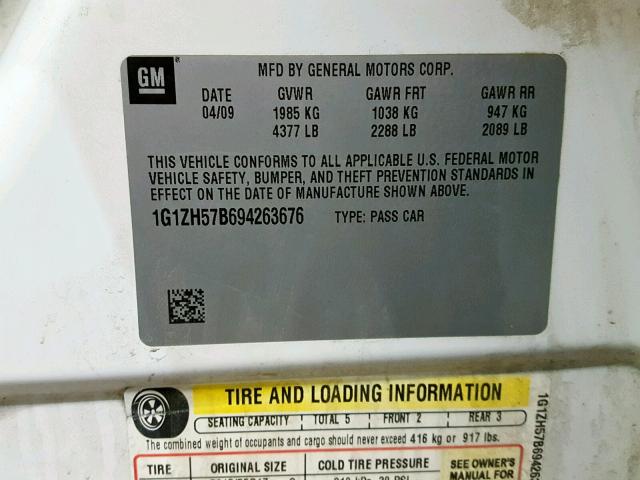 GM
MFD BY GENERAL MOTORS CORP.
DATE GVWR GAWR FRT GAWR RR
04/09 1985 KG 1038 KG 947 KG
4377 LB 2288 LB 2089 LB
THIS VEHICLE CONFORMS TO ALL APPLICABLE U.S. FEDERAL MOTOR
VEHICLE SAFETY, BUMPER, AND THEFT PREVENTION STANDARDS IN
EFFECT ON THE DATE OF MANUFACTURE SHOWN ABOVE.
1G1ZH57B694263676 TYPE: PASS CAR
TIRE AND LOADING INFORMATION
SEATING CAPACITY TOTAL 5 FRONT 2 REAR 3
The combined weight of occupants and cargo should never exceed 416 kg or 917 lbs.
TIRE ORIGINAL SIZE COLD TIRE PRESSURE
SEE OWNER'S
MANUAL FOR
1G1ZH57B69426